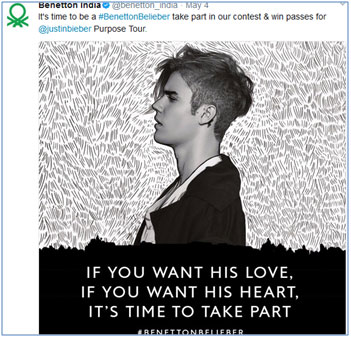 Benetton India @benetton_india · May 4
It's time to be a #BenettonBelieber take part in our contest & win passes for
@justinbieber Purpose Tour.
IF YOU WANT HIS LOVE,
IF YOU WANT HIS HEART,
IT'S TIME TO TAKE PART
#BENETTONBELIEBER